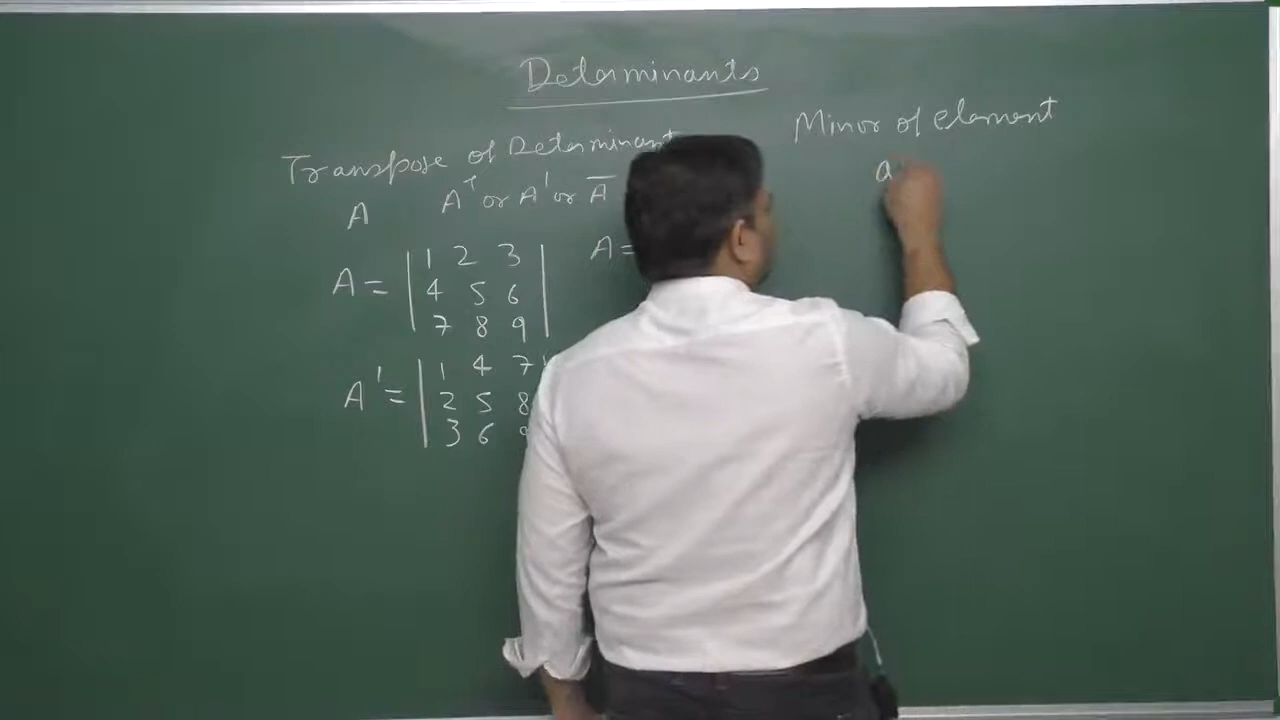 Determinants
Transpose of Determinant
A A^T or A' or A̅
A = | 1 2 3 |
4 5 6
7 8 9
A' = | 1 4 7
2 5 8
3 6
A =
Minor of element
a